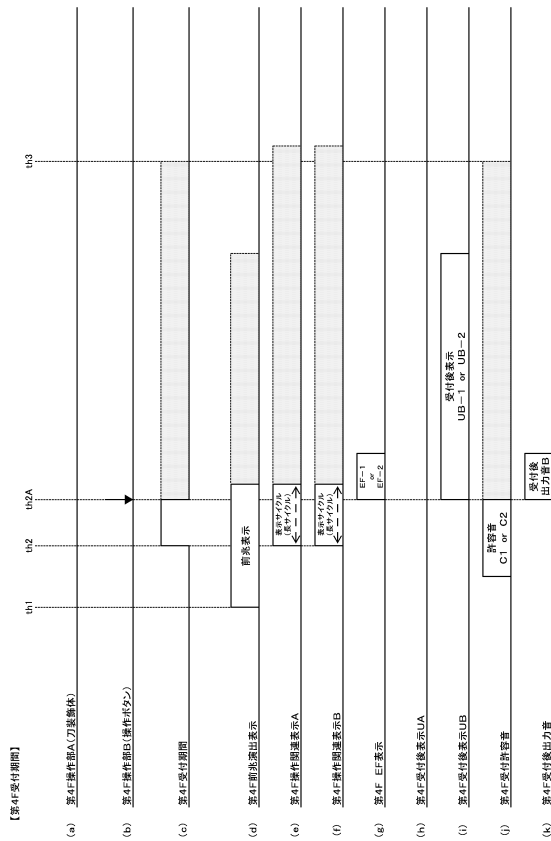 【第4F受付期間】
th1
th2
th2A
th3
(a) 第4F操作部A(刀装飾体)
(b) 第4F操作部B(操作ボタン)
(c) 第4F受付期間
(d) 第4F前兆演出表示
前兆表示
(e) 第4F操作関連表示A
表示サイクル
(長サイクル)
(f) 第4F操作関連表示B
表示サイクル
(長サイクル)
(g) 第4F EF表示
EF−1
or
EF−2
(h) 第4F受付後表示UA
(i) 第4F受付後表示UB
受付後表示
UB−1 or UB−2
(j) 第4F受付許容音
許容音
C1 or C2
(k) 第4F受付後出力音
受付後
出力音B